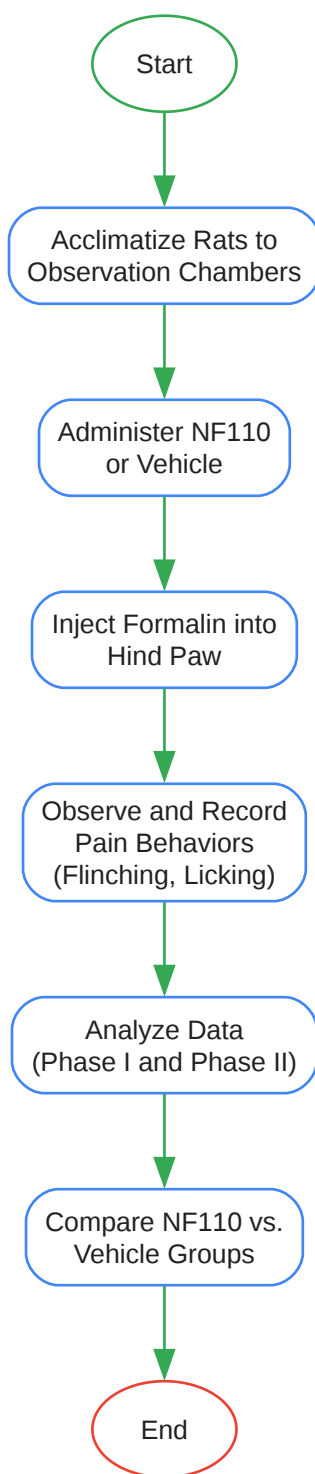 Start
Acclimatize Rats to
Observation Chambers
Administer NF110
or Vehicle
Inject Formalin into
Hind Paw
Observe and Record
Pain Behaviors
(Flinching, Licking)
Analyze Data
(Phase I and Phase II)
Compare NF110 vs.
Vehicle Groups
End